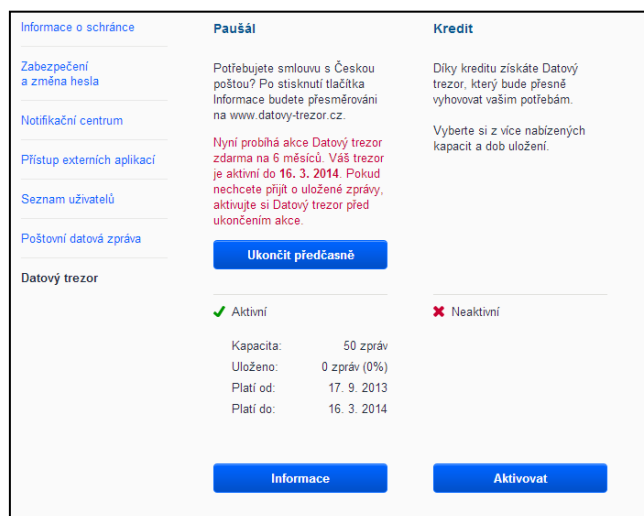 Informace o schránce
Zabezpečení
a změna hesla
Notifikační centrum
Přístup externích aplikací
Seznam uživatelů
Poštovní datová zpráva
Datový trezor
Paušál
Potřebujete smlouvu s Českou
poštou? Po stisknutí tlačítka
Informace budete přesměrováni
na www.datovy-trezor.cz.
Nyní probíhá akce Datový trezor
zdarma na 6 měsíců. Váš trezor
je aktivní do 16. 3. 2014. Pokud
nechcete přijít o uložené zprávy,
aktivujte si Datový trezor před
ukončením akce.
Ukončit předčasně
Aktivní
Kapacita: 50 zpráv
Uloženo: 0 zpráv (0%)
Platí od: 17. 9. 2013
Platí do: 16. 3. 2014
Informace
Kredit
Díky kreditu získáte Datový
trezor, který bude přesně
vyhovovat vašim potřebám.
Vyberte si z více nabízených
kapacit a dob uložení.
Neaktivní
Aktivovat